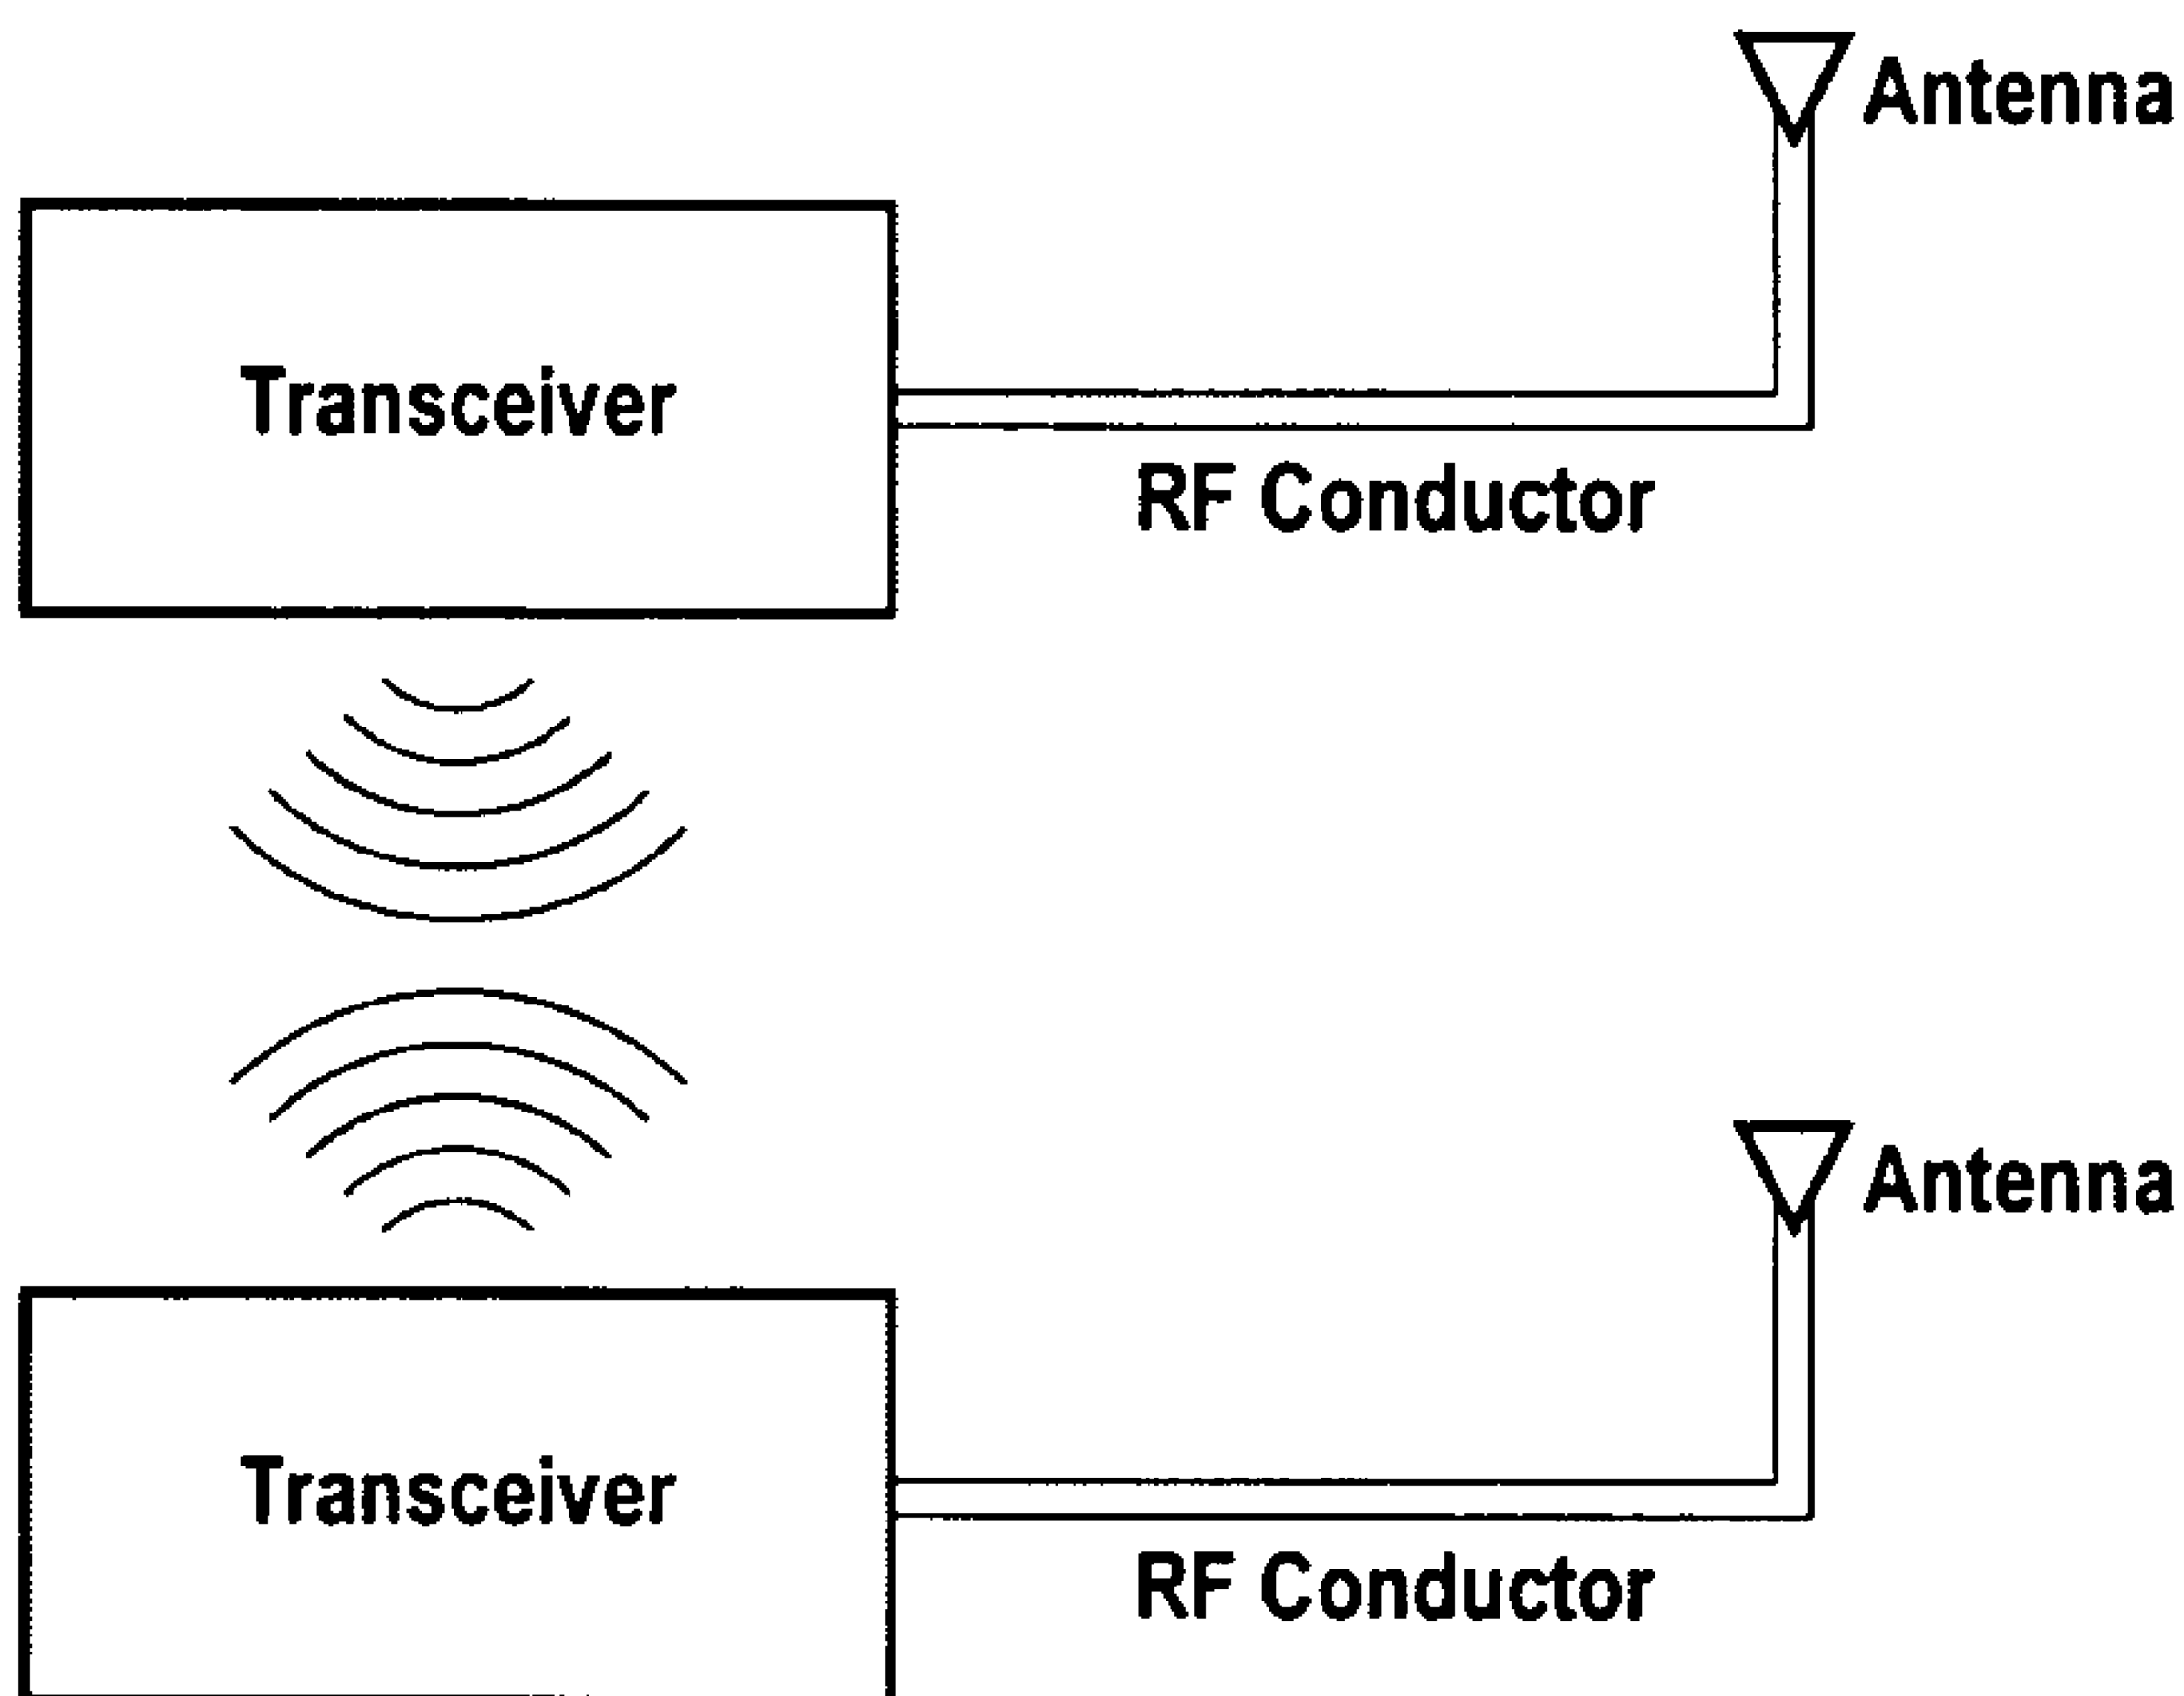 Antenna
Transceiver
RF Conductor
Antenna
Transceiver
RF Conductor